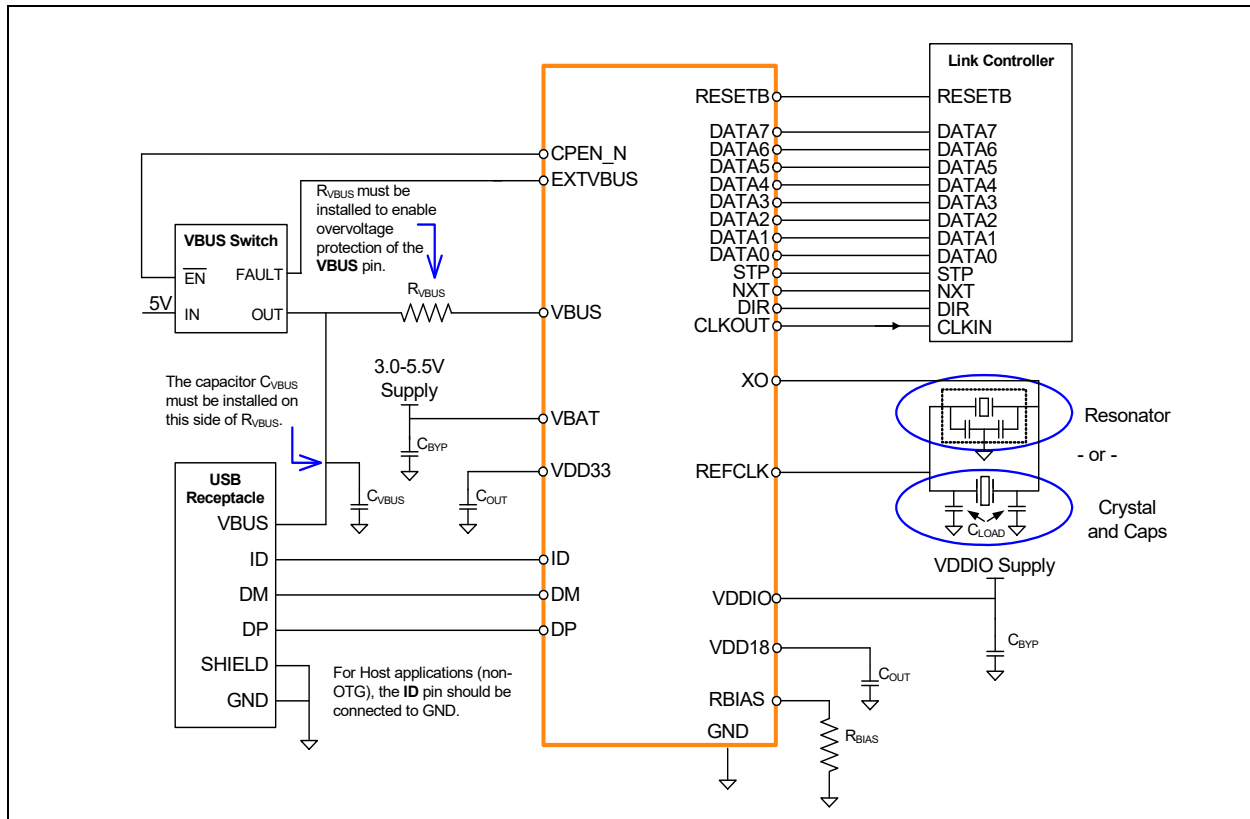 Link Controller
RESETB
RESETB
DATA7
DATA7
DATA6
DATA6
DATA5
DATA5
DATA4
DATA4
DATA3
DATA3
DATA2
DATA2
DATA1
DATA1
DATA0
DATA0
STP
STP
NXT
NXT
DIR
DIR
CLKOUT
CLKIN
CPEN_N
EXTVBUS
RVBUS must be
installed to enable
overvoltage
protection of the
VBUS pin.
VBUS Switch
EN
FAULT
5V
IN
OUT
RVBUS
VBUS
The capacitor CVBUS
must be installed on
this side of RVBUS.
3.0-5.5V
Supply
VBAT
CBYP
VDD33
COUT
CVBUS
XO
REFCLK
Resonator
- or -
Crystal
and Caps
CLOAD
USB
Receptacle
VBUS
ID
ID
DM
DM
DP
DP
SHIELD
GND
For Host applications (non-
OTG), the ID pin should be
connected to GND.
VDDIO Supply
VDDIO
CBYP
VDD18
COUT
RBIAS
RBIAS
GND